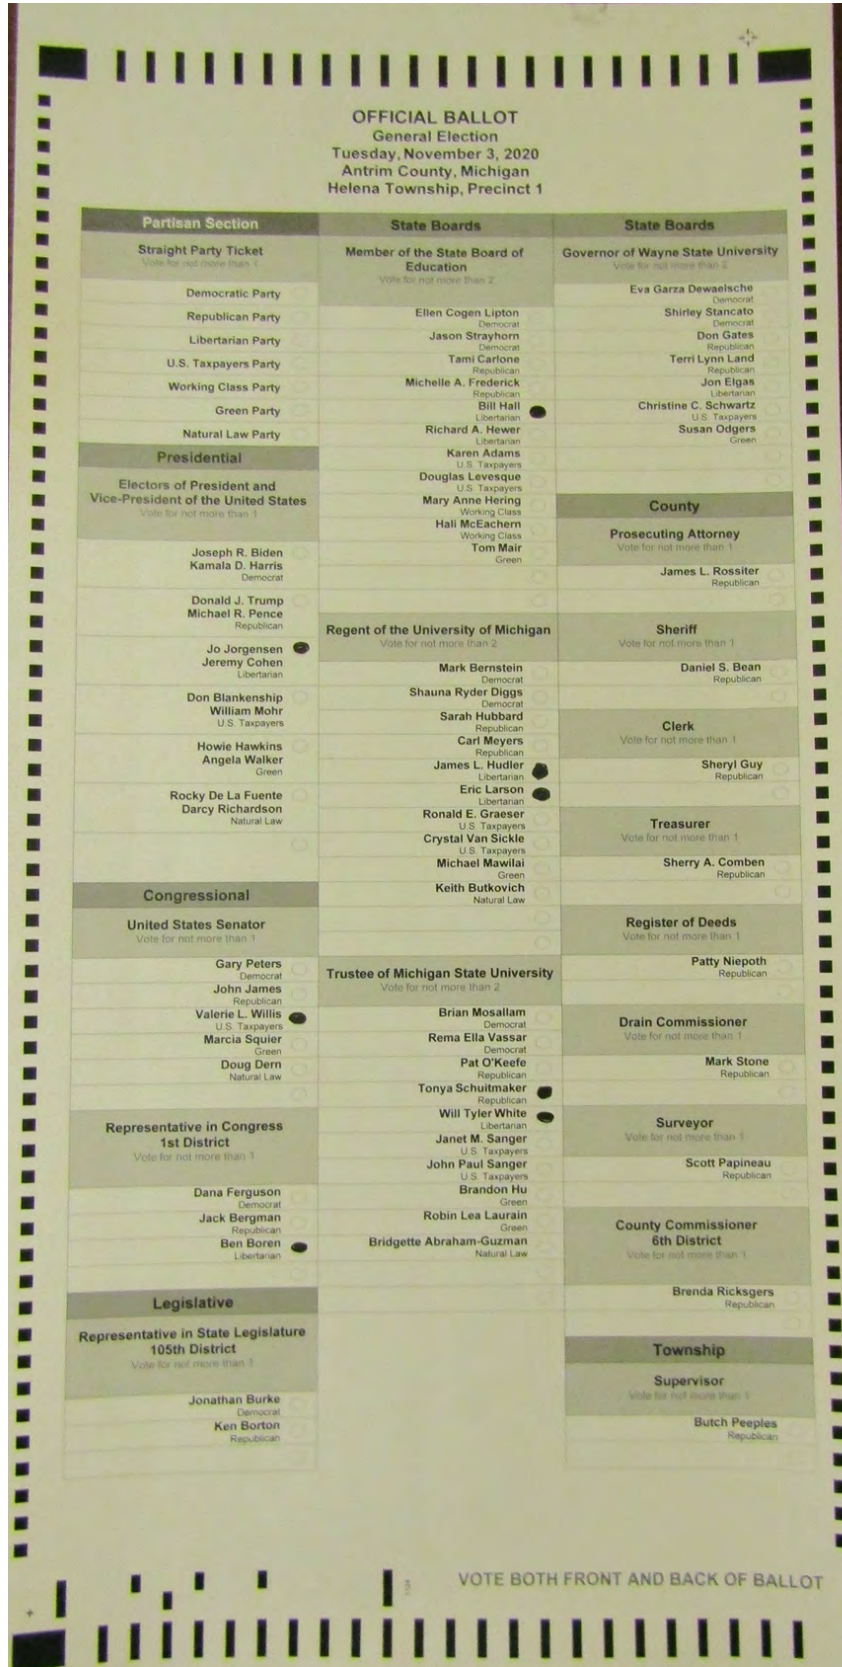 OFFICIAL BALLOT
General Election
Tuesday, November 3, 2020
Antrim County, Michigan
Helena Township, Precinct 1
Partisan Section
Straight Party Ticket
Vote for not more than 1
Democratic Party
Republican Party
Libertarian Party
U.S. Taxpayers Party
Working Class Party
Green Party
Natural Law Party
Presidential
Electors of President and
Vice-President of the United States
Vote for not more than 1
Joseph R. Biden
Kamala D. Harris
Democrat
Donald J. Trump
Michael R. Pence
Republican
Jo Jorgensen
Jeremy Cohen
Libertarian
Don Blankenship
William Mohr
U.S. Taxpayers
Howie Hawkins
Angela Walker
Green
Rocky De La Fuente
Darcy Richardson
Natural Law
Congressional
United States Senator
Vote for not more than 1
Gary Peters
Democrat
John James
Republican
Valerie L. Willis
U.S. Taxpayers
Marcia Squier
Green
Doug Dern
Natural Law
Representative in Congress
1st District
Vote for not more than 1
Dana Ferguson
Democrat
Jack Bergman
Republican
Ben Boren
Libertarian
Legislative
Representative in State Legislature
105th District
Vote for not more than 1
Jonathan Burke
Democrat
Ken Borton
Republican
State Boards
Member of the State Board of
Education
Vote for not more than 2
Ellen Cogen Lipton
Democrat
Jason Strayhorn
Democrat
Tami Carlone
Republican
Michelle A. Frederick
Republican
Bill Hall
Libertarian
Richard A. Hewer
Libertarian
Karen Adams
U.S. Taxpayers
Douglas Levesque
U.S. Taxpayers
Mary Anne Hering
Working Class
Hali McEachern
Working Class
Tom Mair
Green
Regent of the University of Michigan
Vote for not more than 2
Mark Bernstein
Democrat
Shauna Ryder Diggs
Democrat
Sarah Hubbard
Republican
Carl Meyers
Republican
James L. Hudler
Libertarian
Eric Larson
Libertarian
Ronald E. Graeser
U.S. Taxpayers
Crystal Van Sickle
U.S. Taxpayers
Michael Mawilai
Green
Keith Butkovich
Natural Law
Trustee of Michigan State University
Vote for not more than 2
Brian Mosallam
Democrat
Rema Ella Vassar
Democrat
Pat O'Keefe
Republican
Tonya Schuitmaker
Republican
Will Tyler White
Libertarian
Janet M. Sanger
U.S. Taxpayers
John Paul Sanger
U.S. Taxpayers
Brandon Hu
Green
Robin Lea Laurain
Green
Bridgette Abraham-Guzman
Natural Law
State Boards
Governor of Wayne State University
Vote for not more than 2
Eva Garza Dewaelsche
Democrat
Shirley Stancato
Democrat
Don Gates
Republican
Terri Lynn Land
Republican
Jon Elgas
Libertarian
Christine C. Schwartz
U.S. Taxpayers
Susan Odgers
Green
County
Prosecuting Attorney
Vote for not more than 1
James L. Rossiter
Republican
Sheriff
Vote for not more than 1
Daniel S. Bean
Republican
Clerk
Vote for not more than 1
Sheryl Guy
Republican
Treasurer
Vote for not more than 1
Sherry A. Comben
Republican
Register of Deeds
Vote for not more than 1
Patty Niepoth
Republican
Drain Commissioner
Vote for not more than 1
Mark Stone
Republican
Surveyor
Vote for not more than 1
Scott Papineau
Republican
County Commissioner
6th District
Vote for not more than 1
Brenda Ricksgers
Republican
Township
Supervisor
Vote for not more than 1
Butch Peeples
Republican
VOTE BOTH FRONT AND BACK OF BALLOT